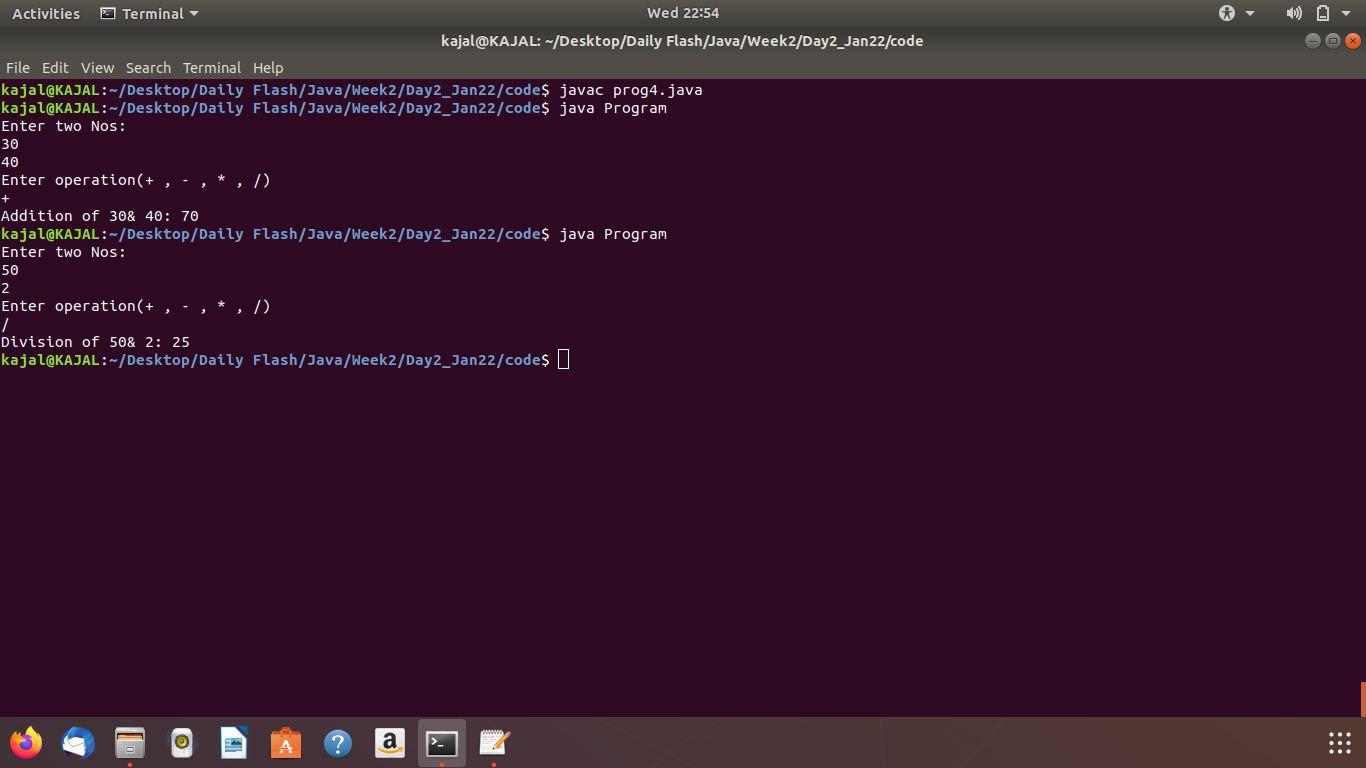 Activities Terminal Wed 22:54
kajal@KAJAL: ~/Desktop/Daily Flash/Java/Week2/Day2_Jan22/code
File Edit View Search Terminal Help
kajal@KAJAL:~/Desktop/Daily Flash/Java/Week2/Day2_Jan22/code$ javac prog4.java
kajal@KAJAL:~/Desktop/Daily Flash/Java/Week2/Day2_Jan22/code$ java Program
Enter two Nos:
30
40
Enter operation(+ , - , * , /)
+
Addition of 30& 40: 70
kajal@KAJAL:~/Desktop/Daily Flash/Java/Week2/Day2_Jan22/code$ java Program
Enter two Nos:
50
2
Enter operation(+ , - , * , /)
/
Division of 50& 2: 25
kajal@KAJAL:~/Desktop/Daily Flash/Java/Week2/Day2_Jan22/code$